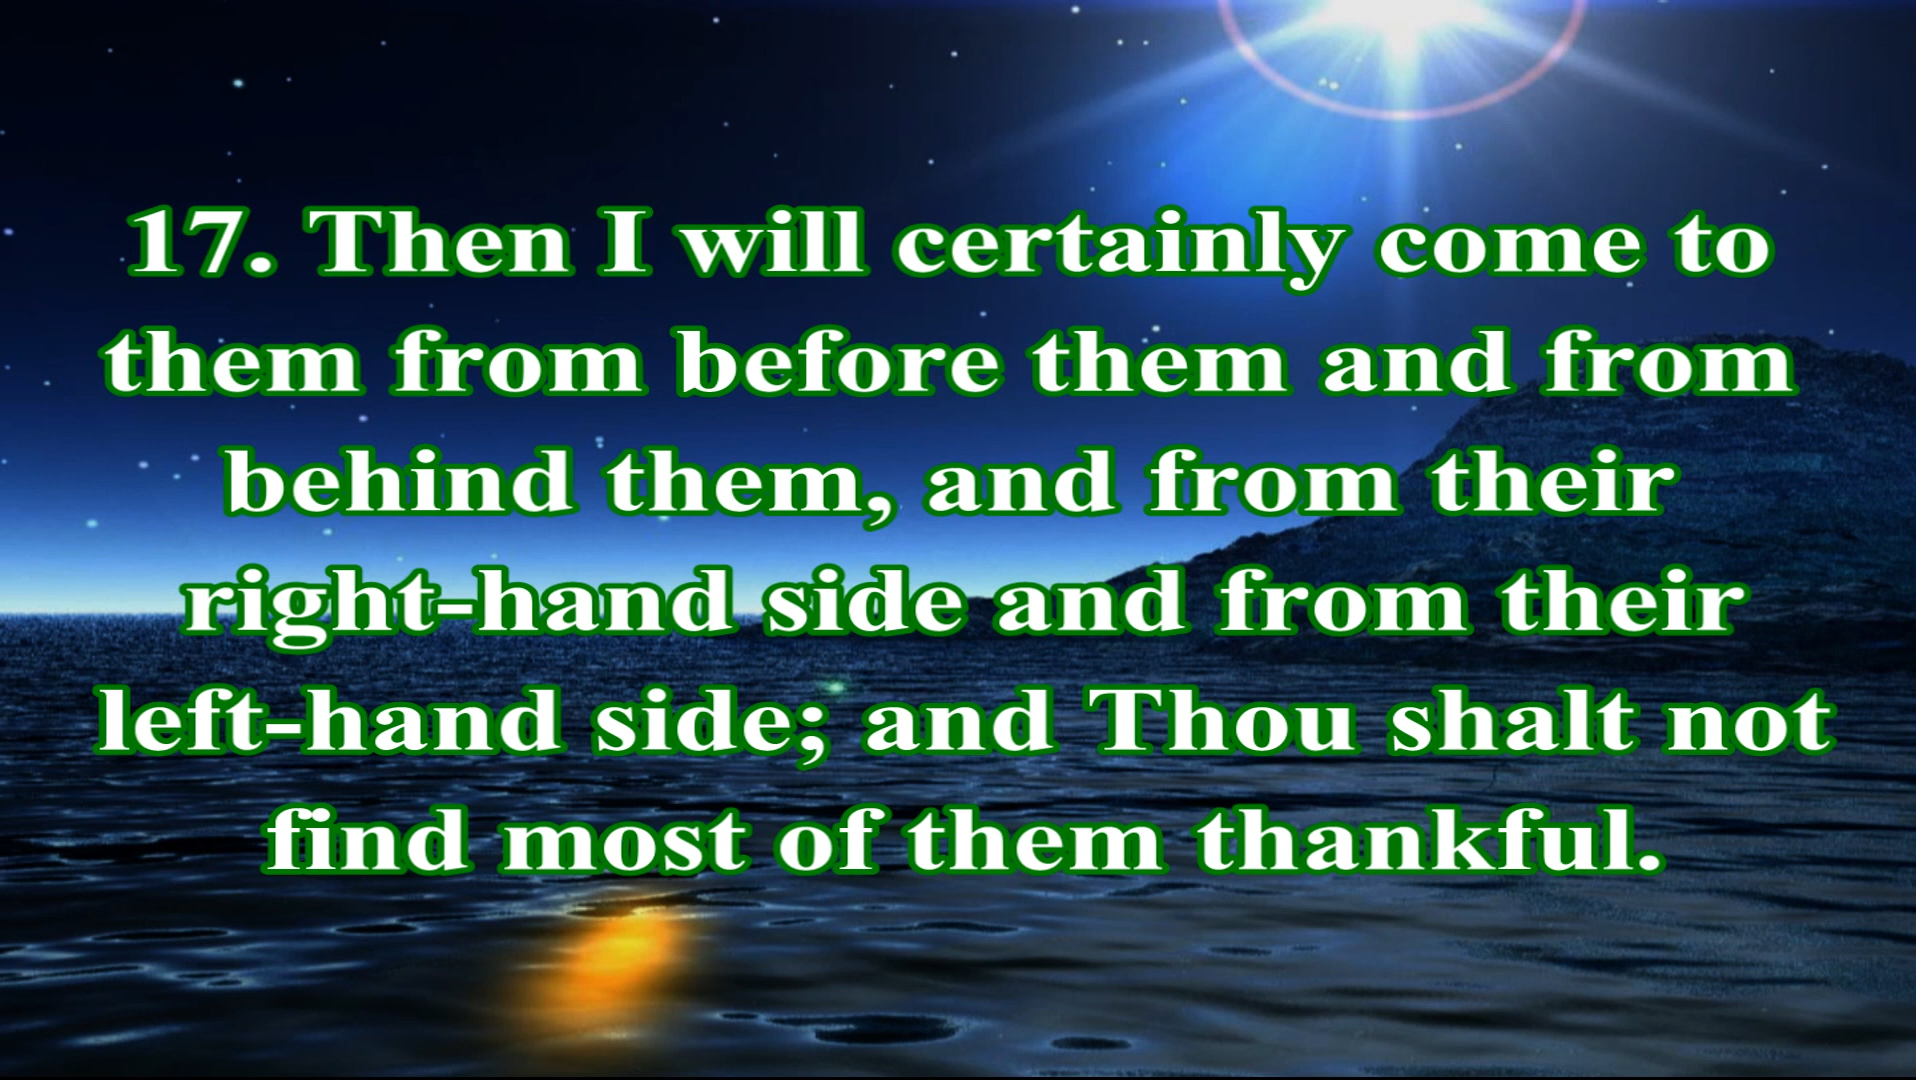 17. Then I will certainly come to
them from before them and from
behind them, and from their
right-hand side and from their
left-hand side; and Thou shalt not
find most of them thankful.